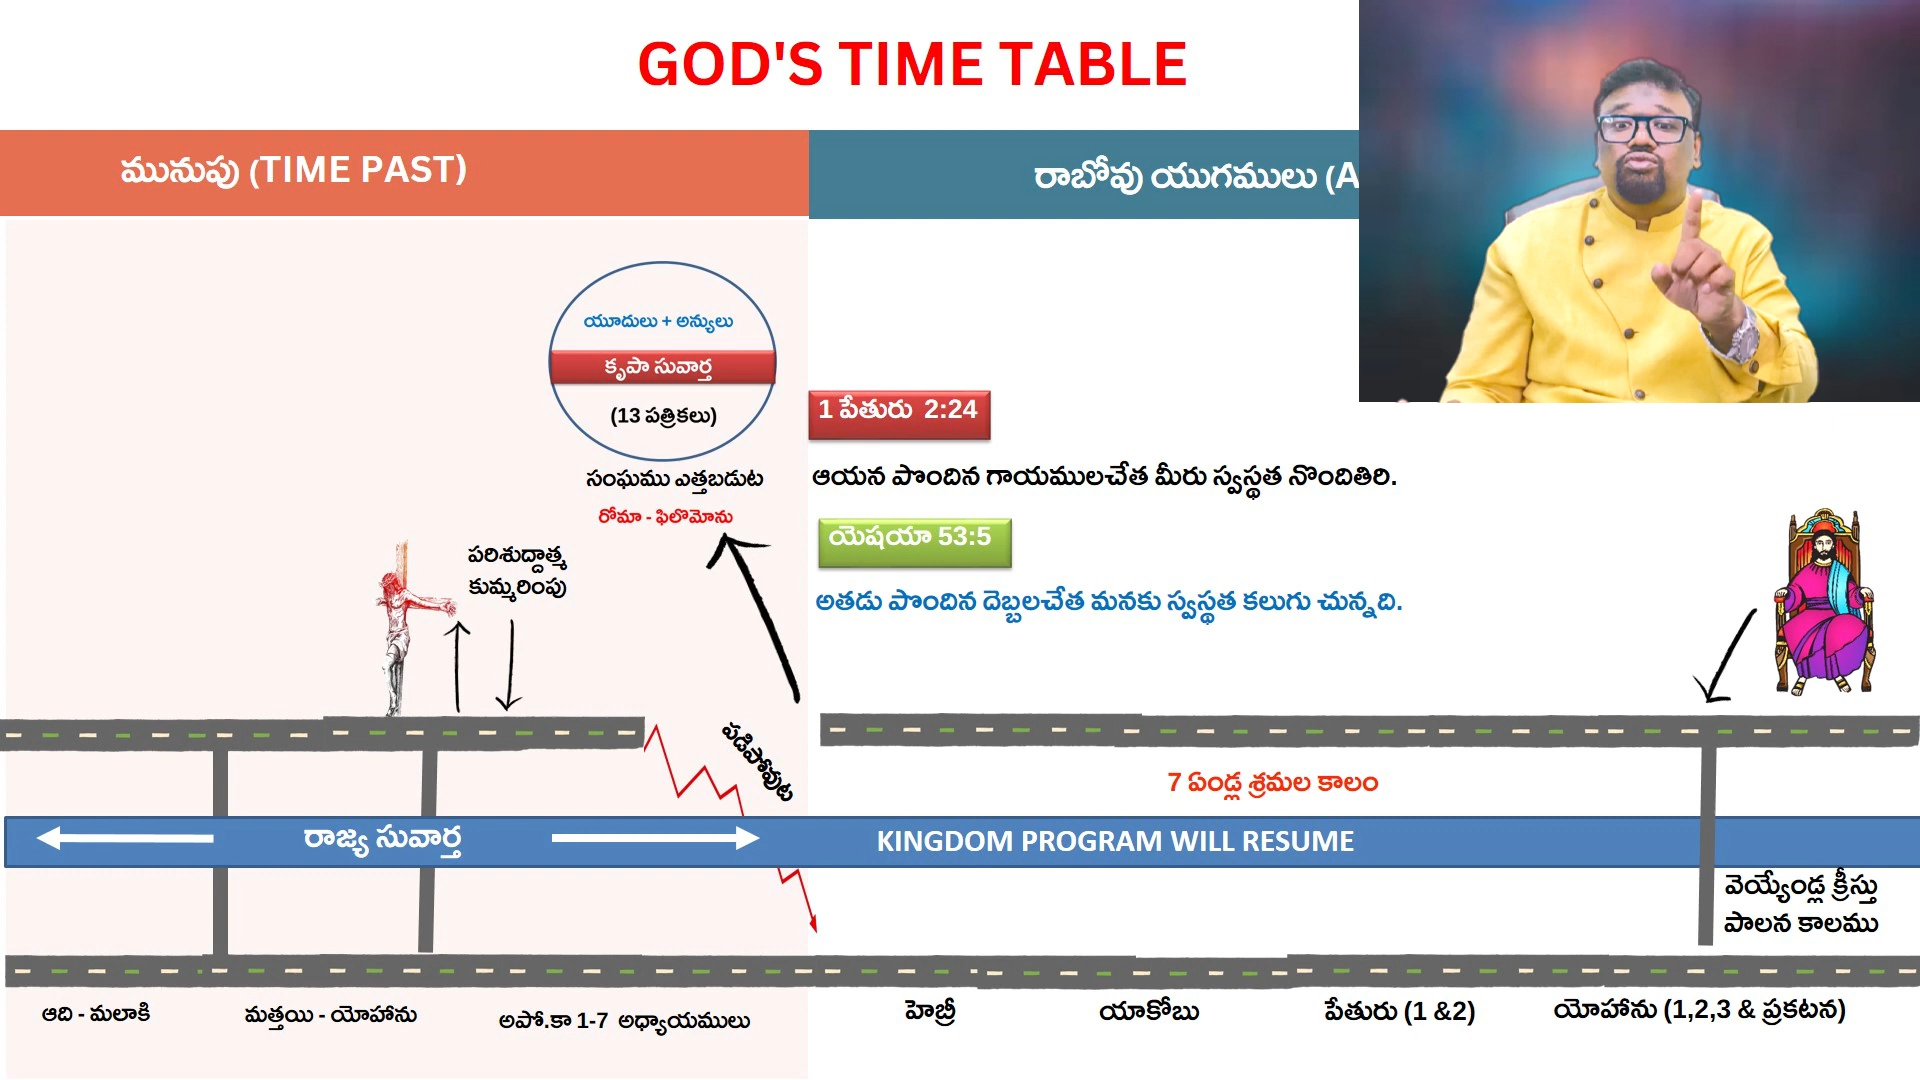 GOD'S TIME TABLE
మునుపు (TIME PAST)
రాబోవు యుగములు (A
యూదులు + అన్యులు
కృపా సువార్త
(13 పత్రికలు)
సంఘము ఎత్తబడుట
రోమా - ఫిలొమోను
1 పేతురు 2:24
ఆయన పొందిన గాయములచేత మీరు స్వస్థత నొందితిరి.
యెషయా 53:5
అతడు పొందిన దెబ్బలచేత మనకు స్వస్థత కలుగు చున్నది.
పరిశుద్దాత్మ
కుమ్మరింపు
పడిపోవుట
7 ఏండ్ల శ్రమల కాలం
రాజ్య సువార్త
KINGDOM PROGRAM WILL RESUME
వెయ్యేండ్ల క్రీస్తు
పాలన కాలము
ఆది - మలాకి
మత్తయి - యోహాను
అపో.కా 1-7 అధ్యాయములు
హెబ్రీ
యాకోబు
పేతురు (1 &2)
యోహాను (1,2,3 & ప్రకటన)